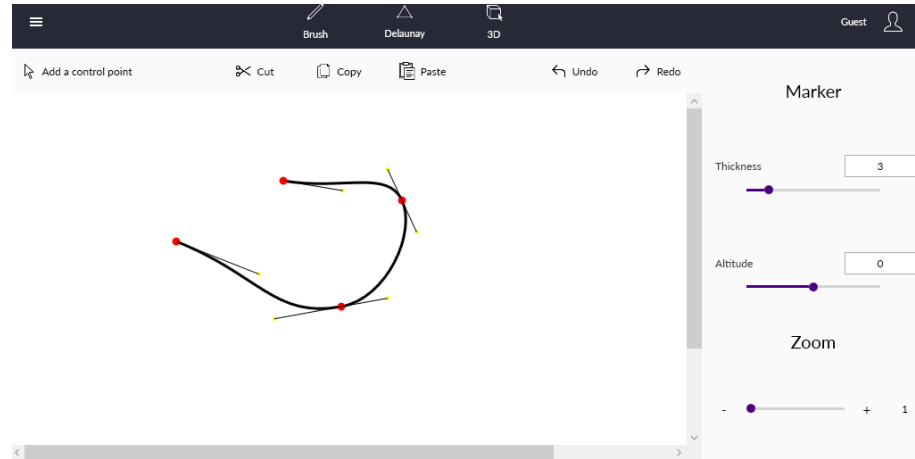 Brush Delaunay 3D Guest
Add a control point Cut Copy Paste Undo Redo
Marker
Thickness 3
Altitude 0
Zoom
- + 1